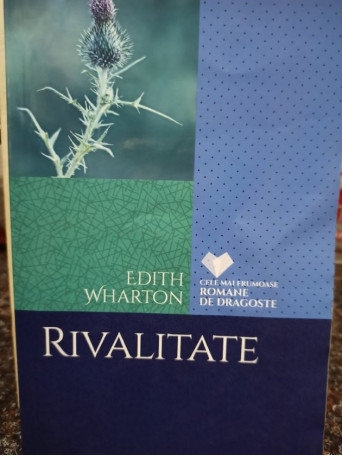 EDITH
WHARTON
CELE MAI FRUMOASE
ROMANE
DE DRAGOSTE
RIVALITATE